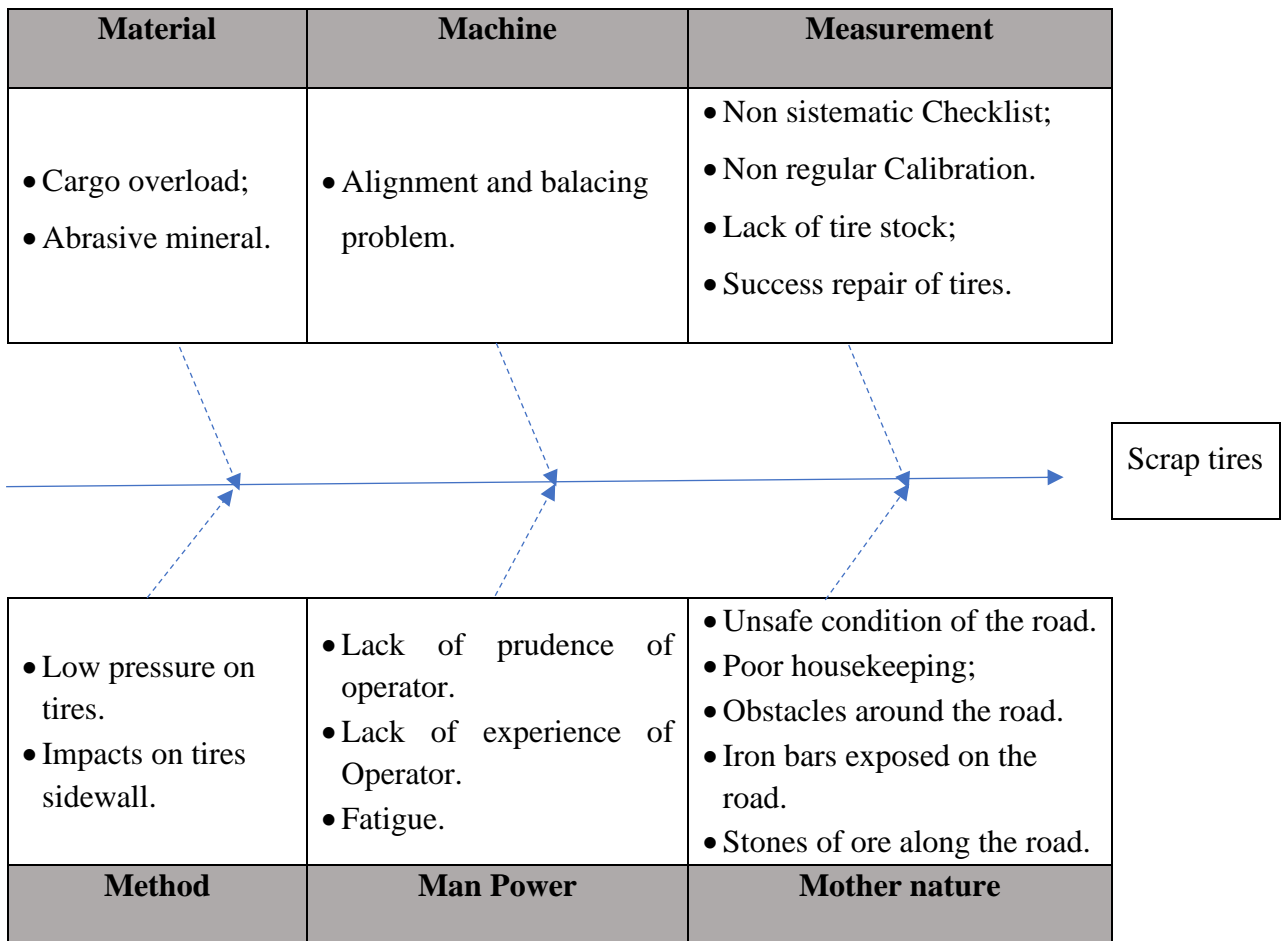 Material
Machine
Measurement
• Cargo overload;
• Abrasive mineral.
• Alignment and balacing
problem.
• Non sistematic Checklist;
• Non regular Calibration.
• Lack of tire stock;
• Success repair of tires.
Scrap tires
• Low pressure on
tires.
• Impacts on tires
sidewall.
• Lack of prudence of
operator.
• Lack of experience of
Operator.
• Fatigue.
• Unsafe condition of the road.
• Poor housekeeping;
• Obstacles around the road.
• Iron bars exposed on the
road.
• Stones of ore along the road.
Method
Man Power
Mother nature